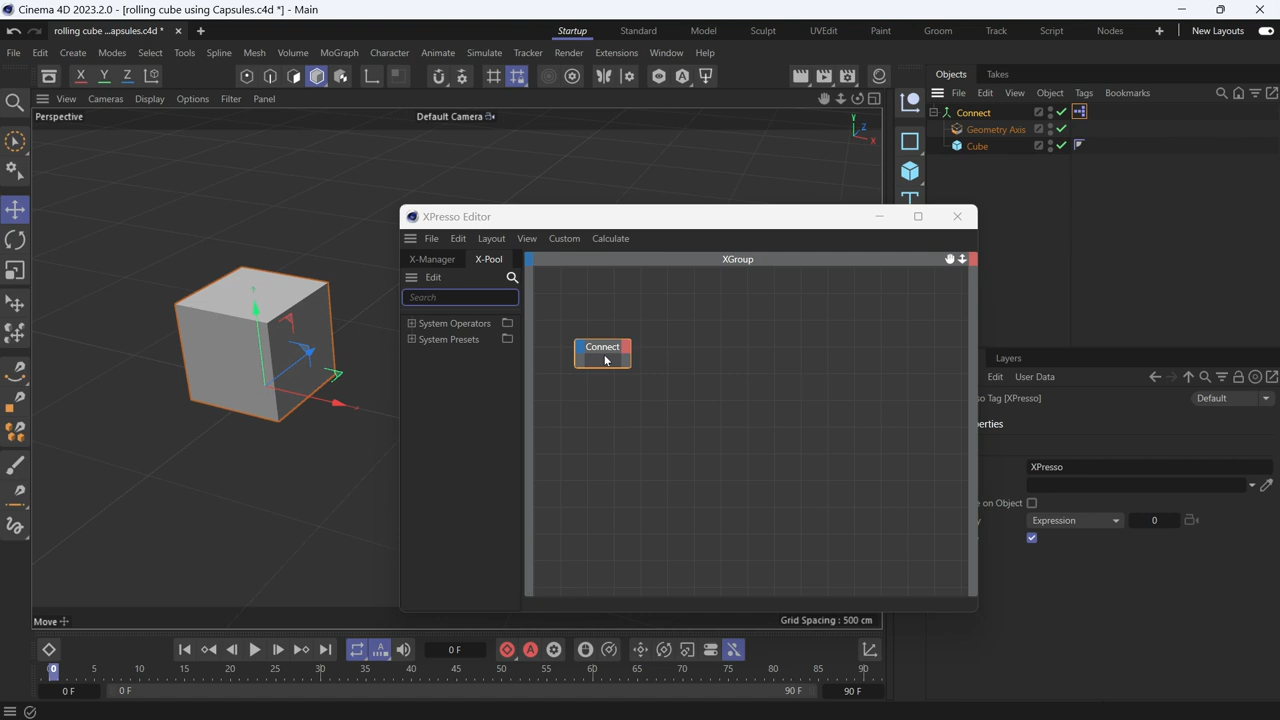 Cinema 4D 2023.2.0 - [rolling cube using Capsules.c4d *] - Main
rolling cube ...apsules.c4d *
Startup Standard Model Sculpt UVEdit Paint Groom Track Script Nodes New Layouts
File Edit Create Modes Select Tools Spline Mesh Volume MoGraph Character Animate Simulate Tracker Render Extensions Window Help
X Y Z
Objects Takes
File Edit View Object Tags Bookmarks
View Cameras Display Options Filter Panel
Perspective
Default Camera
Y
Z
X
Connect
Geometry Axis
Cube
XPresso Editor
File Edit Layout View Custom Calculate
X-Manager X-Pool
XGroup
Edit
Search
System Operators
System Presets
Connect
Layers
Edit User Data
o Tag [XPresso]
Default
erties
XPresso
e on Object
y
Expression
0
Move
Grid Spacing : 500 cm
0 F
0 5 10 15 20 25 30 35 40 45 50 55 60 65 70 75 80 85 90
0 F
0 F
90 F
90 F